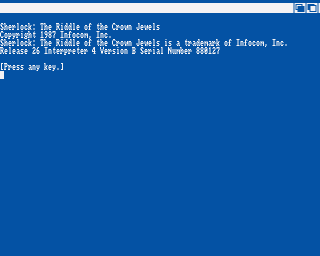 Sherlock: The Riddle of the Crown Jewels
Copyright 1987 Infocom, Inc.
Sherlock: The Riddle of the Crown Jewels is a trademark of Infocom, Inc.
Release 26 Interpreter 4 Version B Serial Number 880127
[Press any key.]